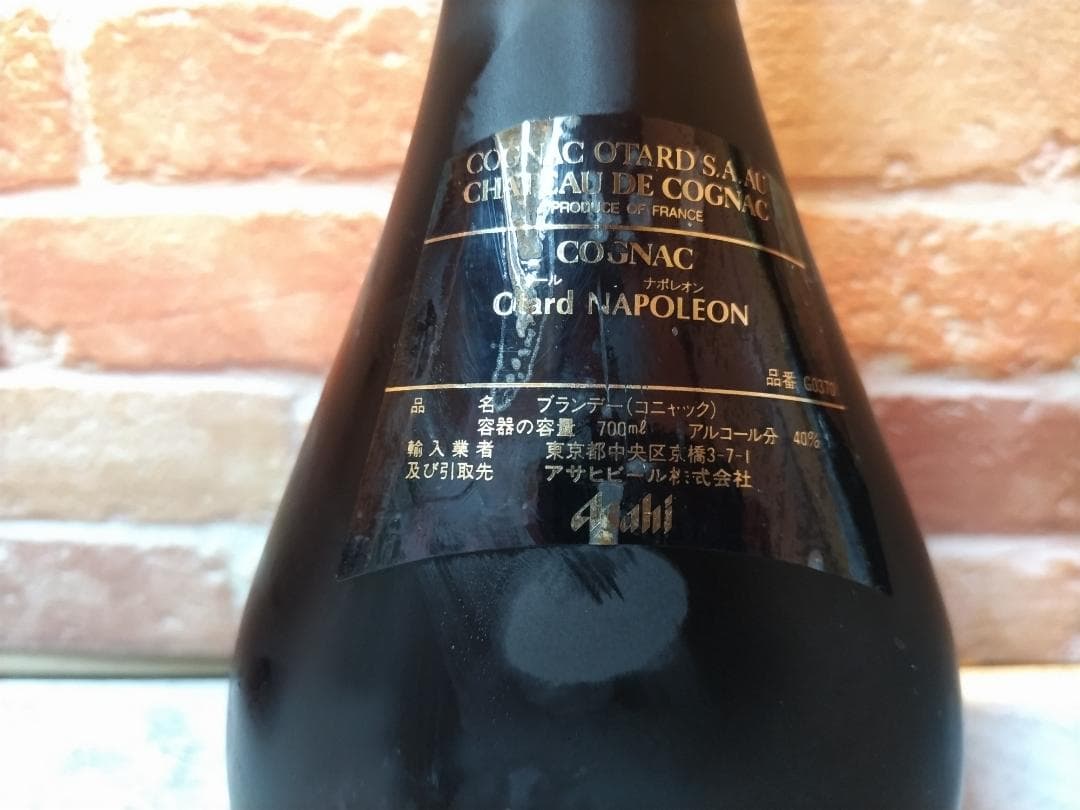 COGNAC OTARD S.A. AU
CHATEAU DE COGNAC
PRODUCE OF FRANCE
COGNAC
ール ナポレオン
Otard NAPOLEON
品番 G0370
品名 ブランデー(コニャック)
容器の容量 700ml アルコール分 40%
輸入業者 東京都中央区京橋3-7-1
及び引取先 アサヒビール株式会社
Asahi